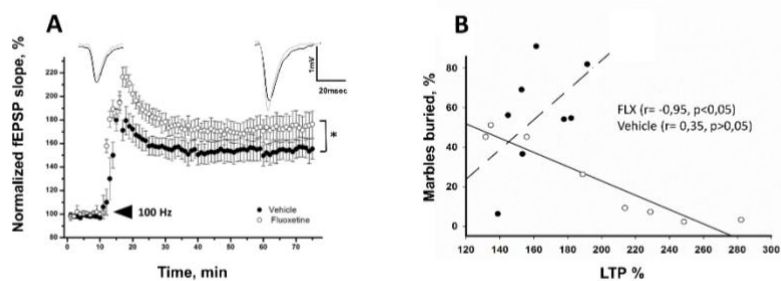 A
Normalized fEPSP slope, %
220
200
180
160
140
120
100
80
0
10
20
30
40
50
60
70
80
Time, min
100 Hz
Vehicle
Fluoxetine
1mV
20msec
*
B
Marbles buried, %
80
60
40
20
0
120
140
160
180
200
220
240
260
280
300
LTP %
FLX (r= -0,95, p<0,05)
Vehicle (r= 0,35, p>0,05)